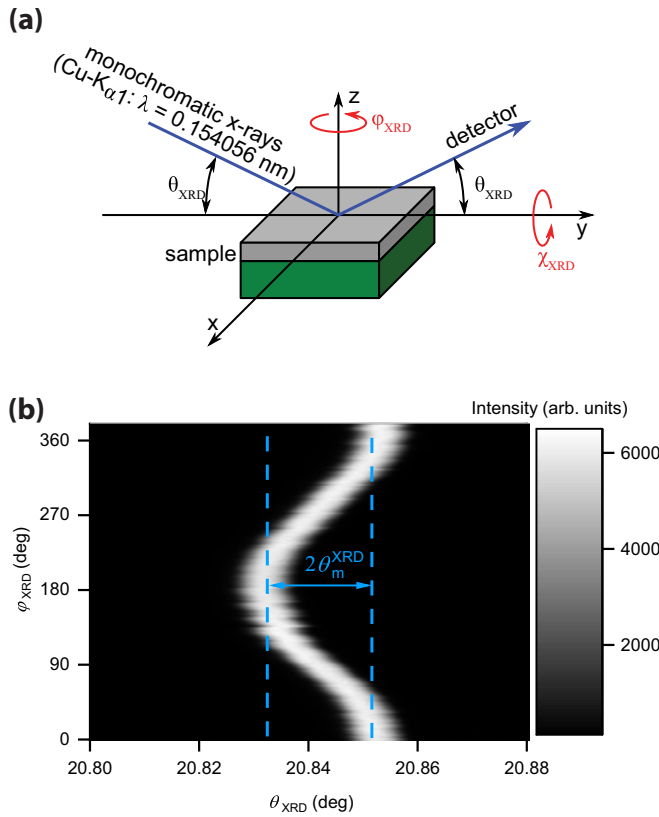 (a)
monochromatic x-rays
(Cu-Kα1: λ = 0.154056 nm)
z
φXRD
detector
θXRD
θXRD
y
χXRD
sample
x
(b)
Intensity (arb. units)
360
270
180
90
0
φXRD (deg)
2θmXRD
6000
4000
2000
20.80
20.82
20.84
20.86
20.88
θXRD (deg)